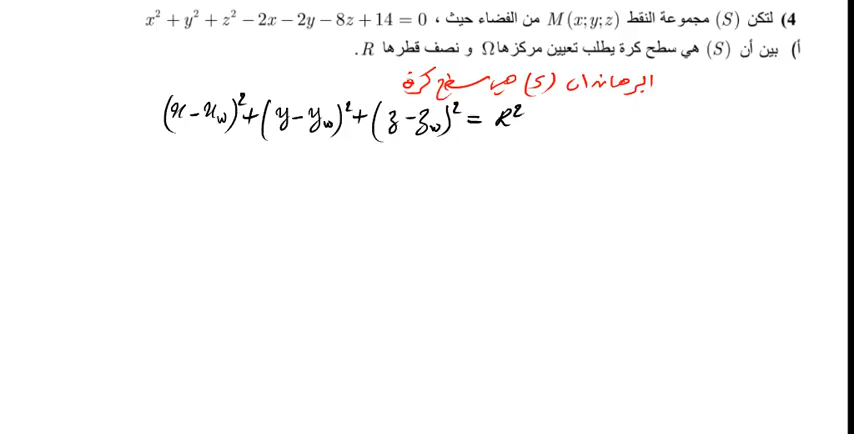 4) لتكن (S) مجموعة النقط M(x;y;z) من الفضاء حيث ، x² + y² + z² − 2x − 2y − 8z + 14 = 0
أ) بين أن (S) هي سطح كرة يطلب تعيين مركزها Ω و نصف قطرها R .
البرهان ان (S) هي سطح كرة
(x − x_ω)² + (y − y_ω)² + (z − z_ω)² = R²